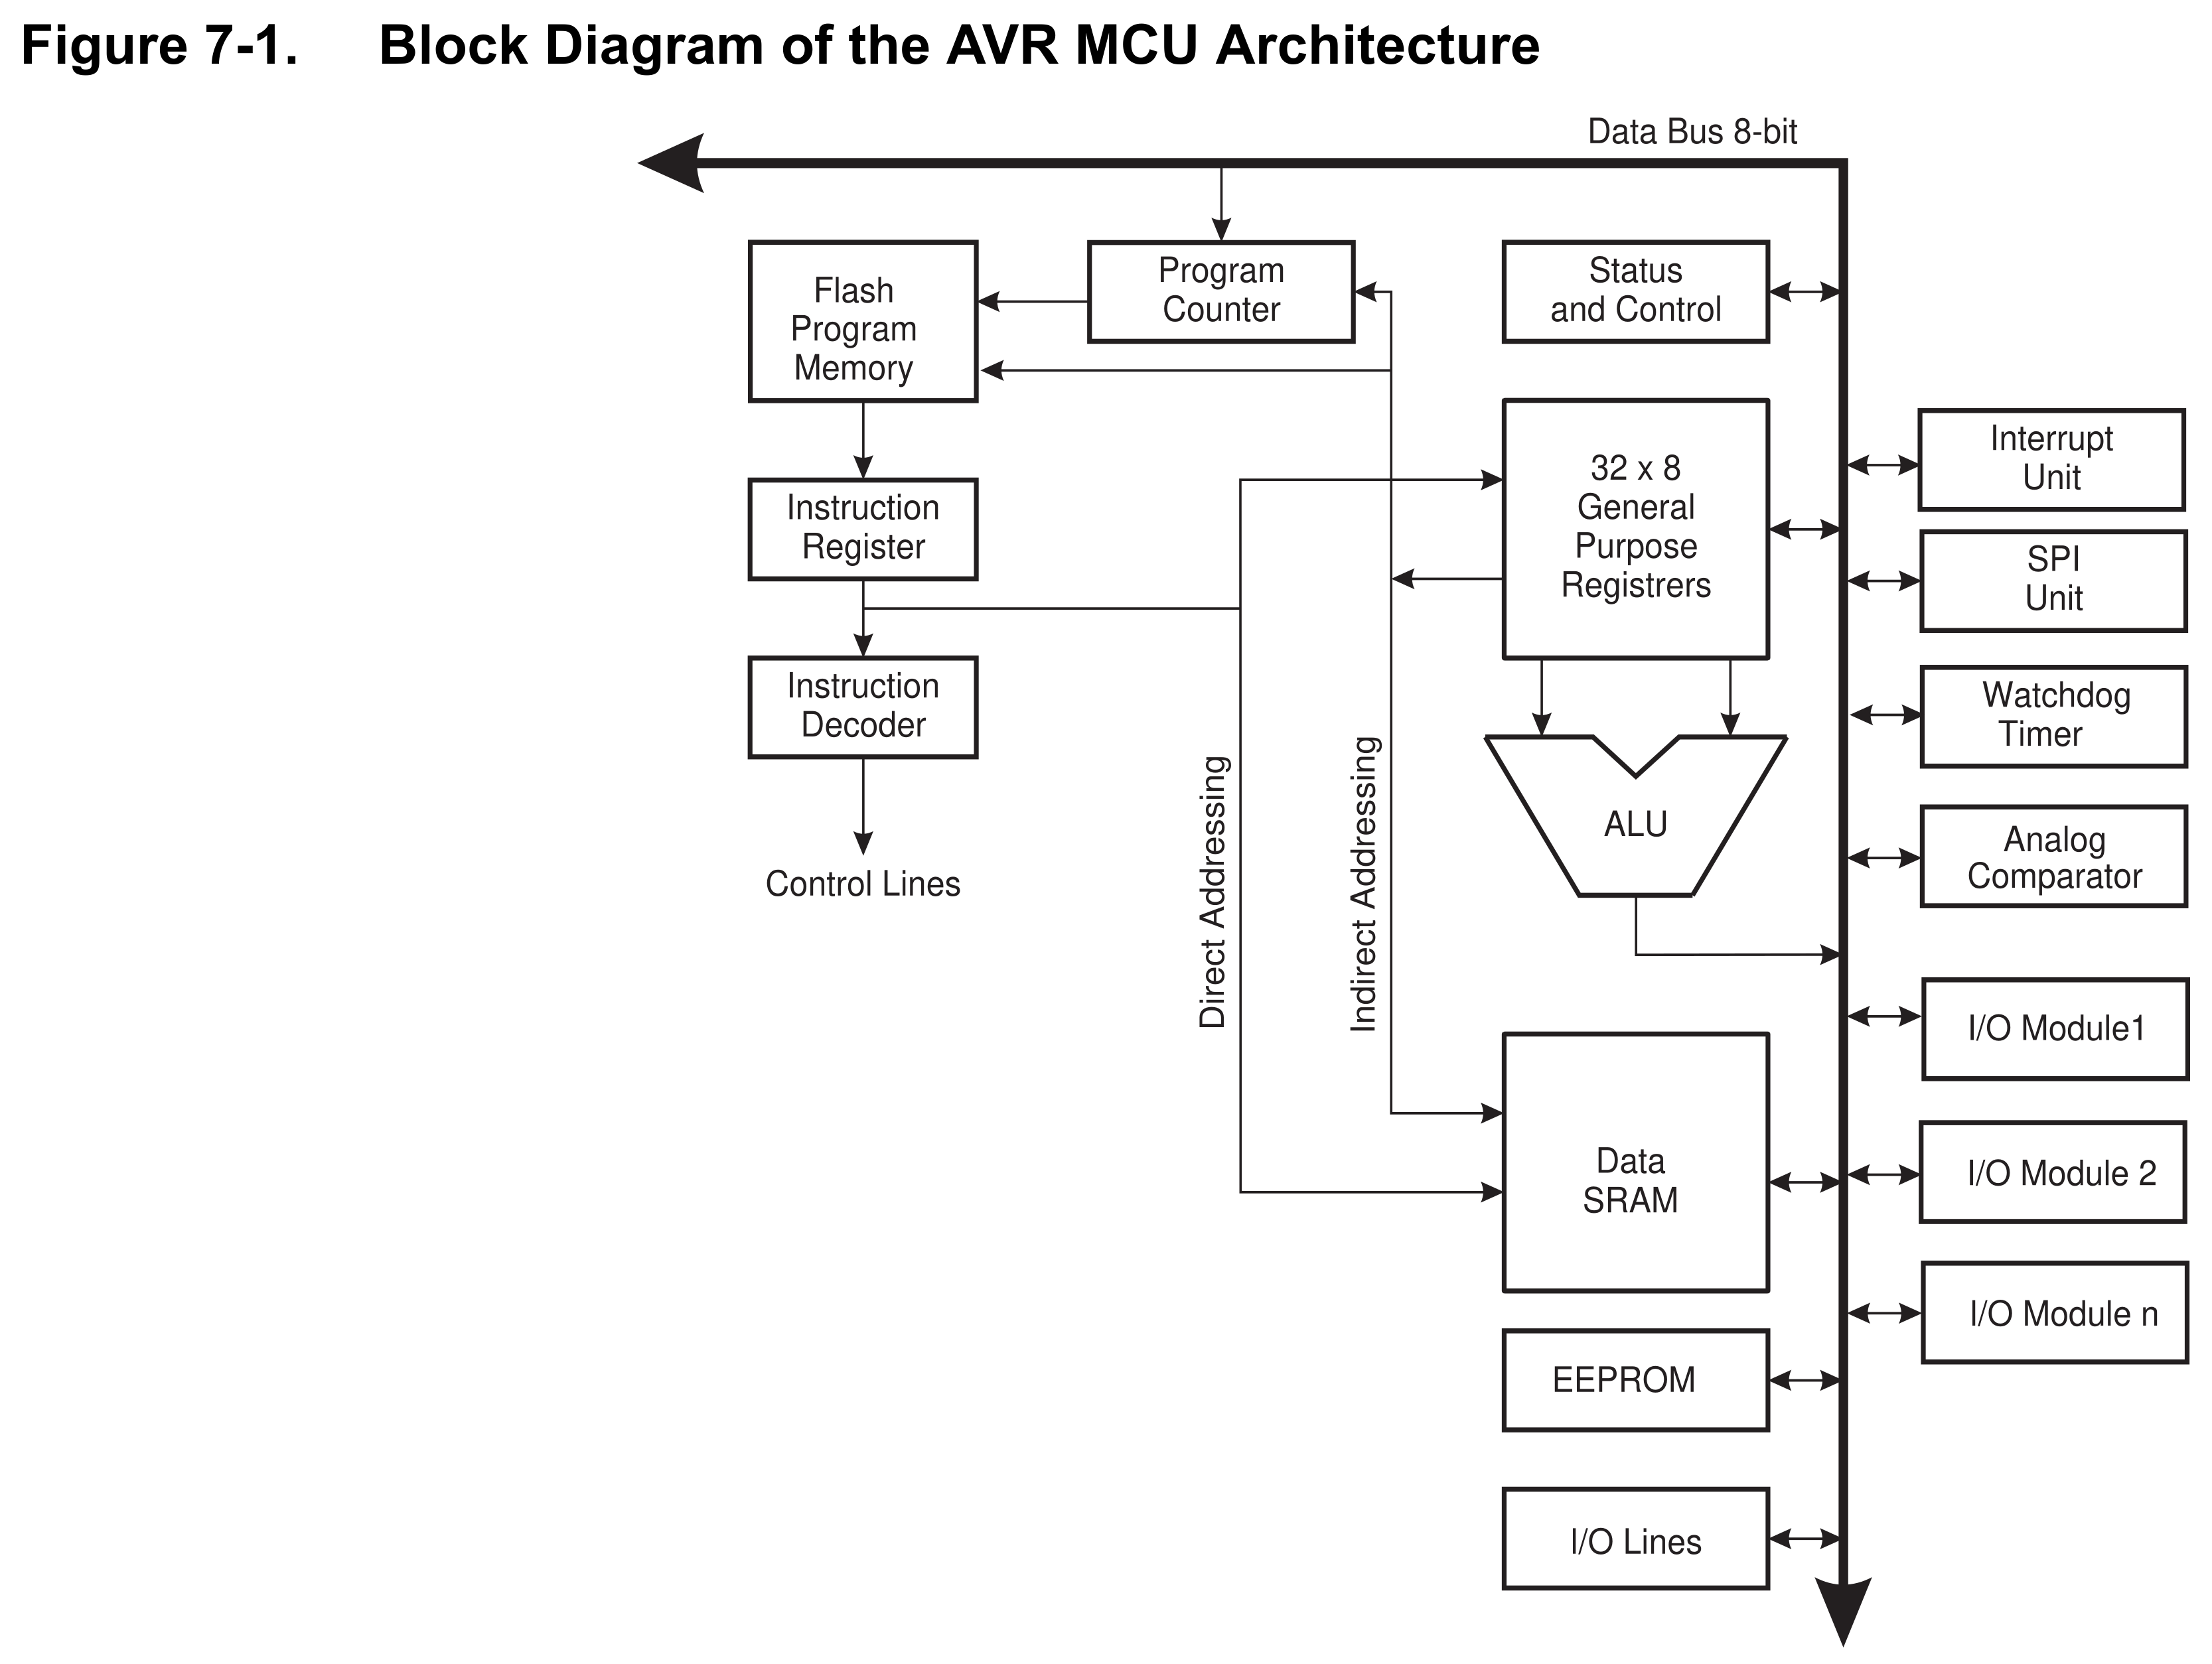 Figure 7-1. Block Diagram of the AVR MCU Architecture
Data Bus 8-bit
Flash
Program
Memory
Program
Counter
Status
and Control
Instruction
Register
32 x 8
General
Purpose
Registrers
Instruction
Decoder
Control Lines
Direct Addressing
Indirect Addressing
ALU
Data
SRAM
EEPROM
I/O Lines
Interrupt
Unit
SPI
Unit
Watchdog
Timer
Analog
Comparator
I/O Module1
I/O Module 2
I/O Module n